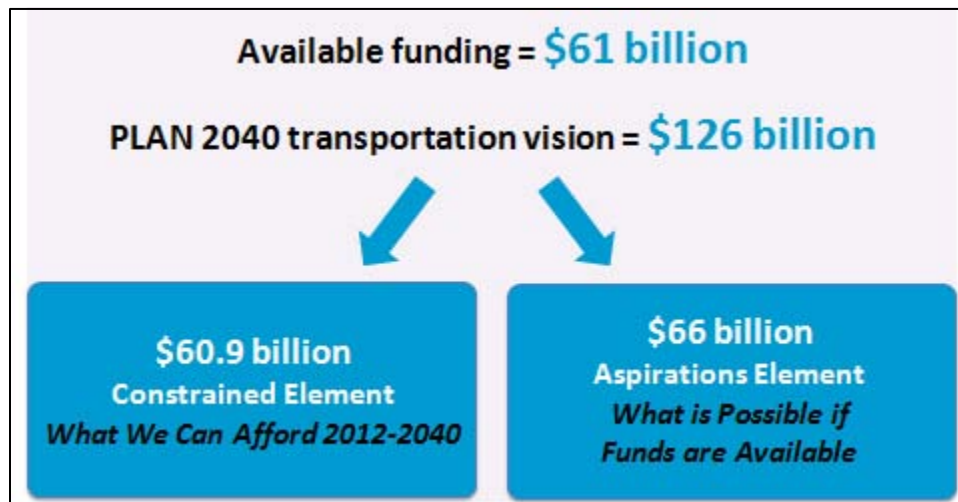 Available funding = $61 billion
PLAN 2040 transportation vision = $126 billion
$60.9 billion
Constrained Element
What We Can Afford 2012-2040
$66 billion
Aspirations Element
What is Possible if
Funds are Available